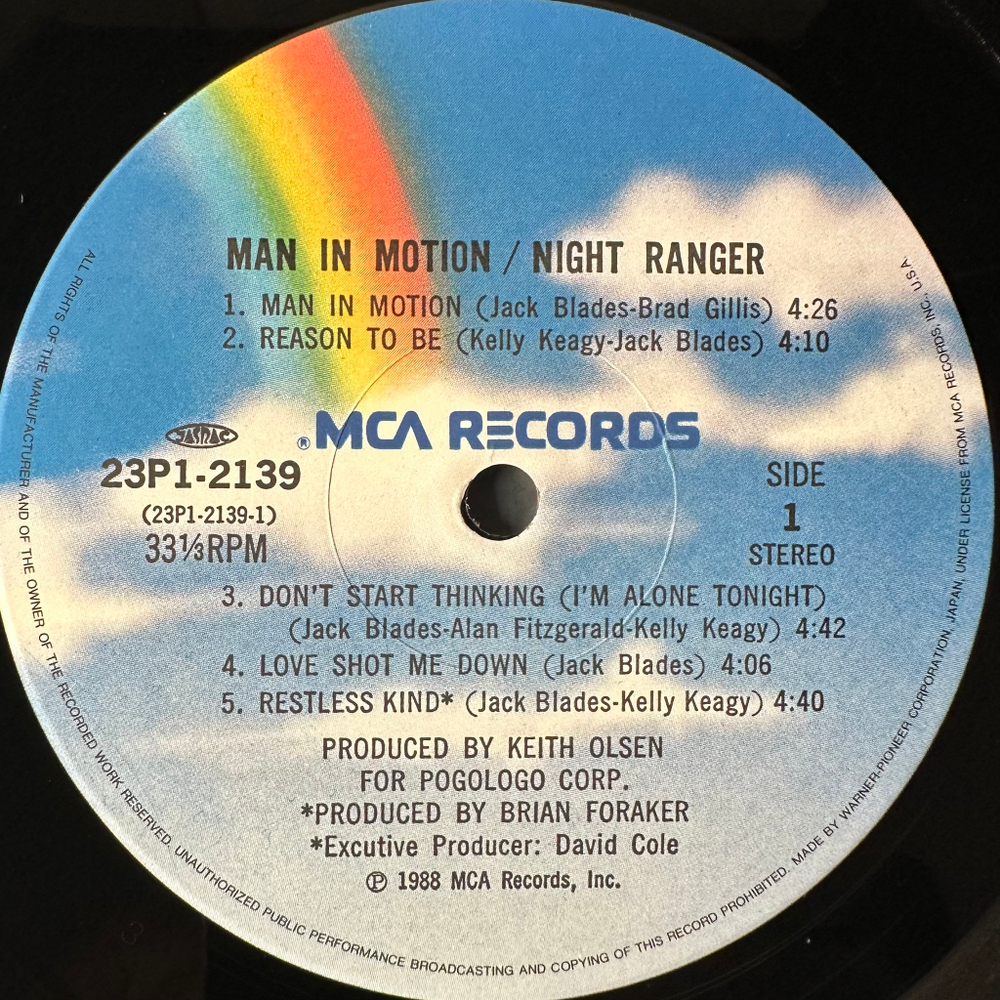 MAN IN MOTION / NIGHT RANGER
1. MAN IN MOTION (Jack Blades-Brad Gillis) 4:26
2. REASON TO BE (Kelly Keagy-Jack Blades) 4:10
® MCA RECORDS
JASRAC
23P1-2139
(23P1-2139-1)
33⅓RPM
SIDE
1
STEREO
3. DON'T START THINKING (I'M ALONE TONIGHT)
(Jack Blades-Alan Fitzgerald-Kelly Keagy) 4:42
4. LOVE SHOT ME DOWN (Jack Blades) 4:06
5. RESTLESS KIND* (Jack Blades-Kelly Keagy) 4:40
PRODUCED BY KEITH OLSEN
FOR POGOLOGO CORP.
*PRODUCED BY BRIAN FORAKER
*Excutive Producer: David Cole
℗ 1988 MCA Records, Inc.
ALL RIGHTS OF THE MANUFACTURER AND OF THE OWNER OF THE RECORDED WORK RESERVED. UNAUTHORIZED PUBLIC PERFORMANCE BROADCASTING AND COPYING OF THIS RECORD PROHIBITED. MADE BY WARNER-PIONEER CORPORATION, JAPAN, UNDER LICENSE FROM MCA RECORDS INC., U.S.A.